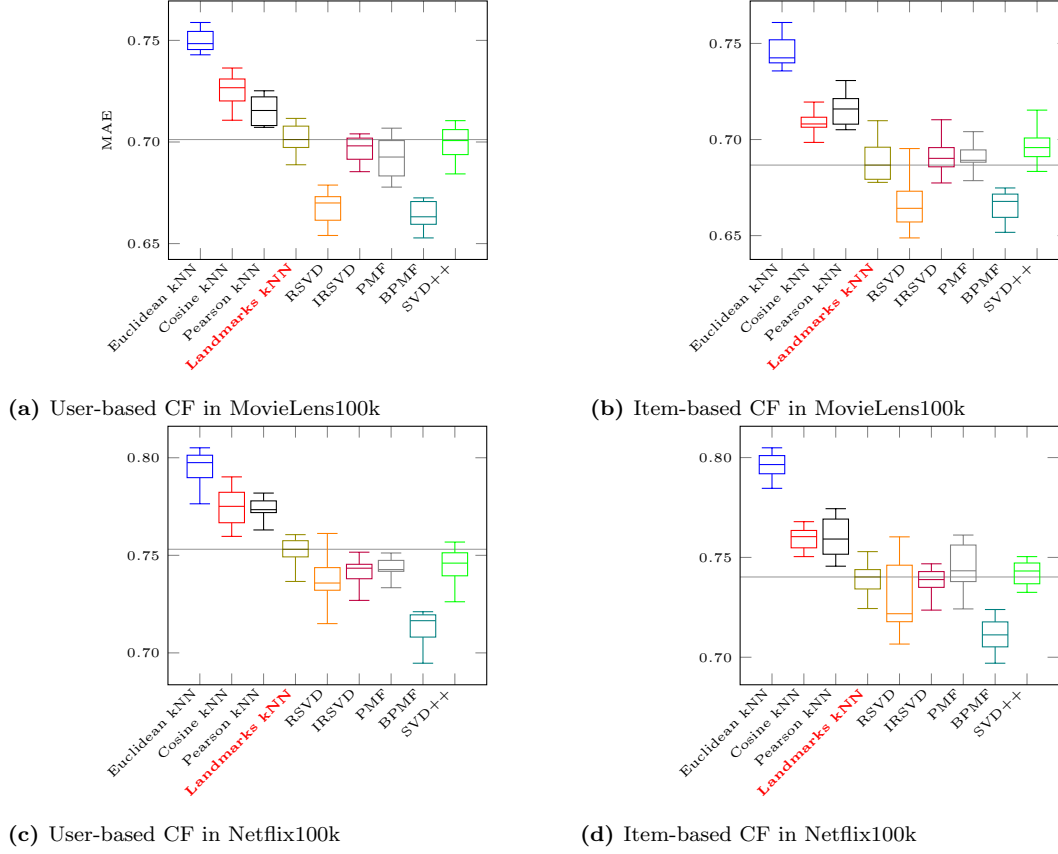 0.75
0.70
0.65
MAE
Euclidean kNN
Cosine kNN
Pearson kNN
Landmarks kNN
RSVD
IRSVD
PMF
BPMF
SVD++
(a) User-based CF in MovieLens100k
0.75
0.70
0.65
Euclidean kNN
Cosine kNN
Pearson kNN
Landmarks kNN
RSVD
IRSVD
PMF
BPMF
SVD++
(b) Item-based CF in MovieLens100k
0.80
0.75
0.70
Euclidean kNN
Cosine kNN
Pearson kNN
Landmarks kNN
RSVD
IRSVD
PMF
BPMF
SVD++
(c) User-based CF in Netflix100k
0.80
0.75
0.70
Euclidean kNN
Cosine kNN
Pearson kNN
Landmarks kNN
RSVD
IRSVD
PMF
BPMF
SVD++
(d) Item-based CF in Netflix100k